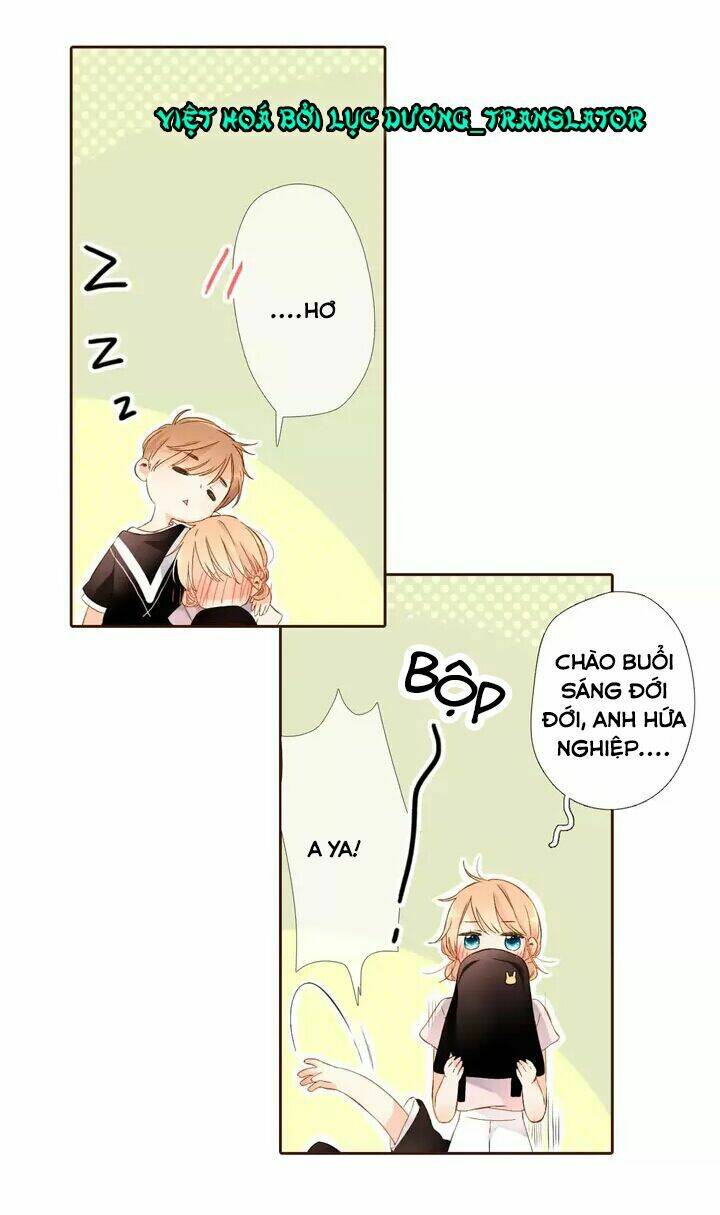 VIỆT HOÁ BỞI LỤC DƯƠNG_TRANSLATOR
....HƠ
Z
Z
Z
CHÀO BUỔI
SÁNG ĐỚI
ĐỚI, ANH HỨA
NGHIỆP....
BỘP
A YA!